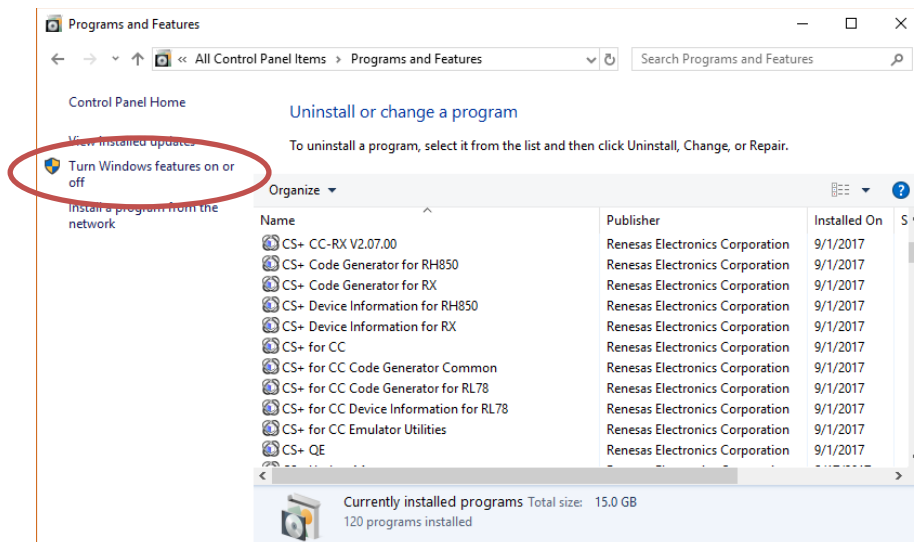 Programs and Features
« All Control Panel Items > Programs and Features
Search Programs and Features
Control Panel Home
View installed updates
Turn Windows features on or
off
Install a program from the
network
Uninstall or change a program
To uninstall a program, select it from the list and then click Uninstall, Change, or Repair.
Organize
Name Publisher Installed On S
CS+ CC-RX V2.07.00 Renesas Electronics Corporation 9/1/2017
CS+ Code Generator for RH850 Renesas Electronics Corporation 9/1/2017
CS+ Code Generator for RX Renesas Electronics Corporation 9/1/2017
CS+ Device Information for RH850 Renesas Electronics Corporation 9/1/2017
CS+ Device Information for RX Renesas Electronics Corporation 9/1/2017
CS+ for CC Renesas Electronics Corporation 9/1/2017
CS+ for CC Code Generator Common Renesas Electronics Corporation 9/1/2017
CS+ for CC Code Generator for RL78 Renesas Electronics Corporation 9/1/2017
CS+ for CC Device Information for RL78 Renesas Electronics Corporation 9/1/2017
CS+ for CC Emulator Utilities Renesas Electronics Corporation 9/1/2017
CS+ QE Renesas Electronics Corporation 9/1/2017
Currently installed programs Total size: 15.0 GB
120 programs installed